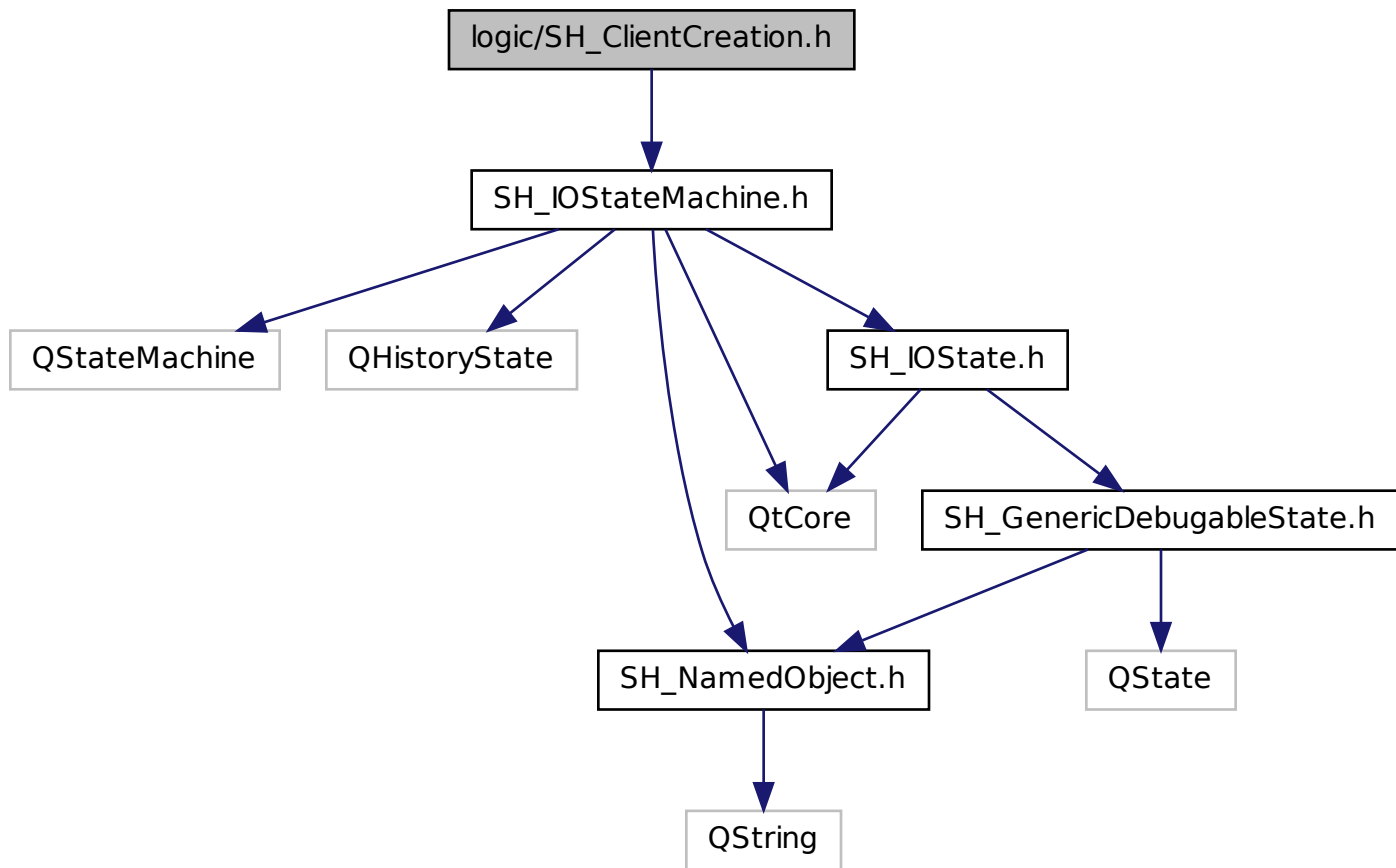 logic/SH_ClientCreation.h
SH_IOStateMachine.h
QStateMachine
QHistoryState
SH_IOState.h
QtCore
SH_GenericDebugableState.h
SH_NamedObject.h
QState
QString